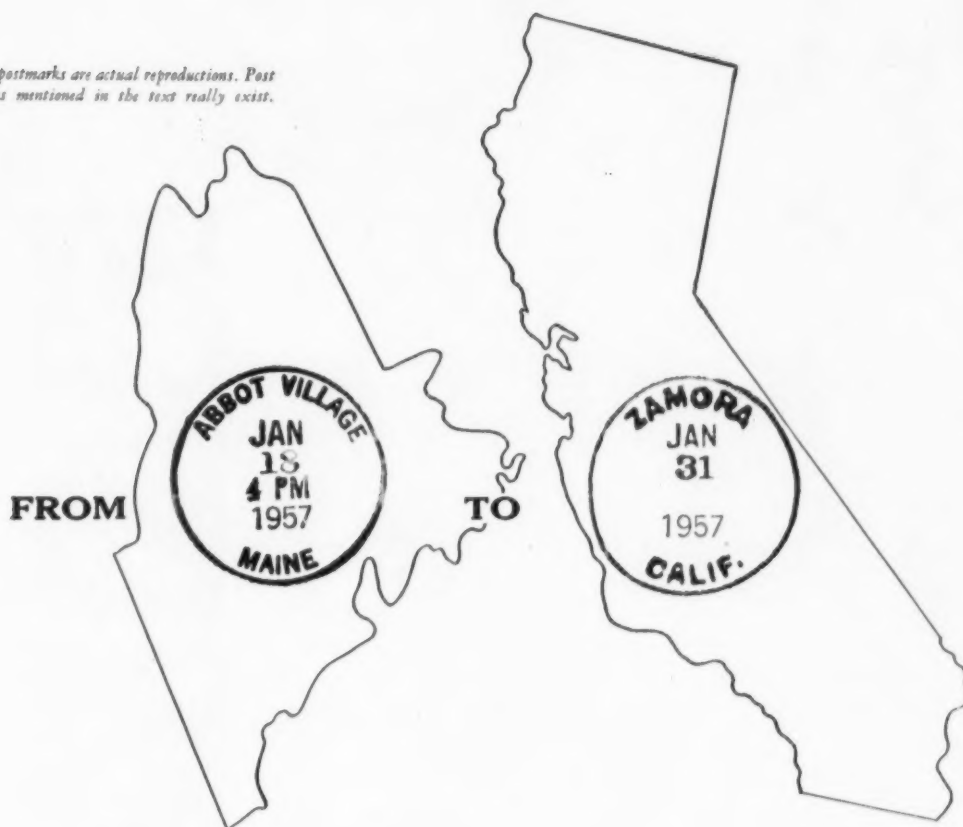 postmarks are actual reproductions. Post
s mentioned in the text really exist.
FROM
ABBOT VILLAGE
JAN
18
4 PM
1957
MAINE
TO
ZAMORA
JAN
31
1957
CALIF.